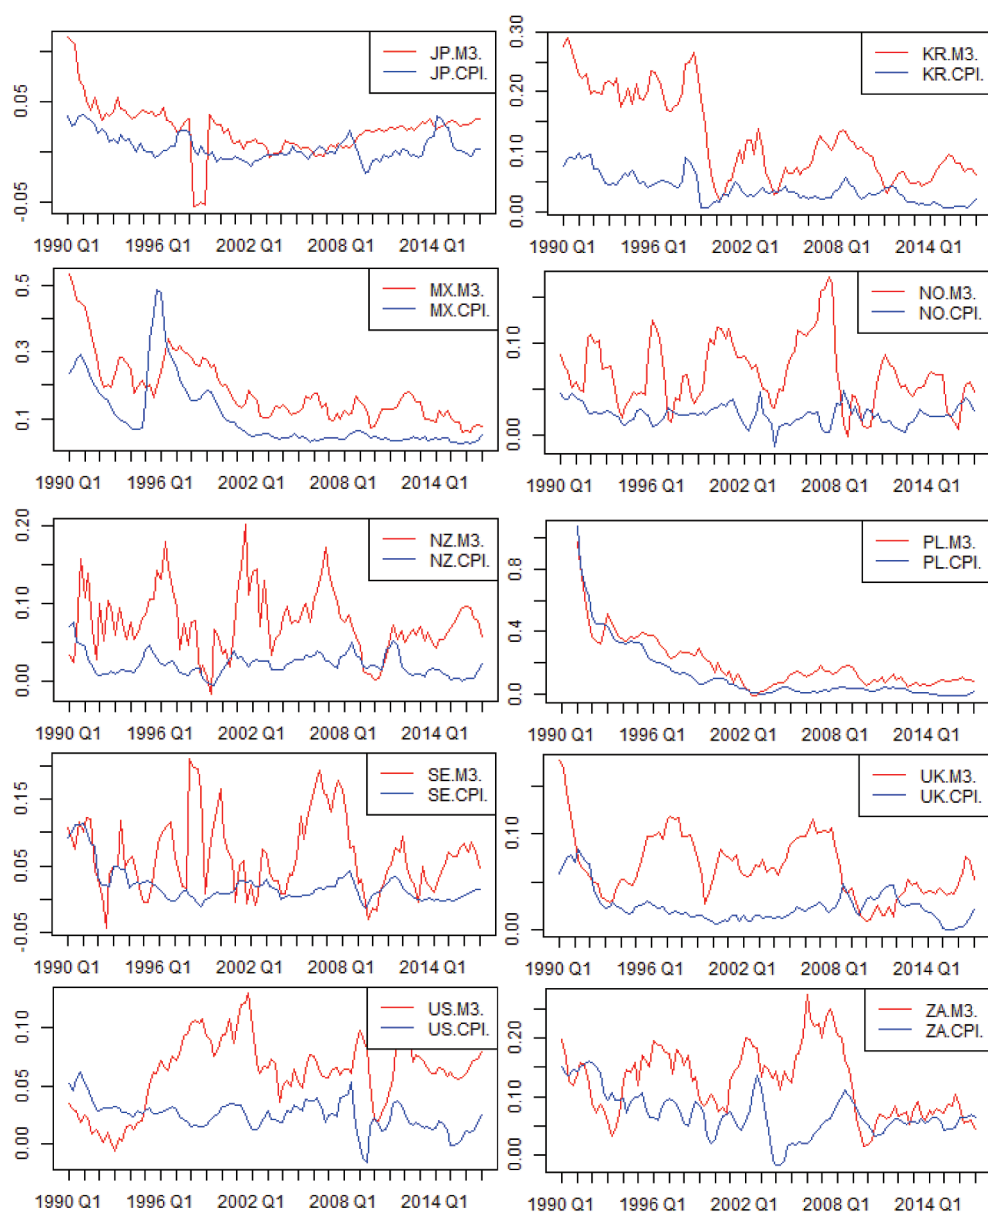 JP.M3.
JP.CPI.
0.05
-0.05
1990 Q1 1996 Q1 2002 Q1 2008 Q1 2014 Q1
KR.M3.
KR.CPI.
0.30
0.20
0.10
0.00
1990 Q1 1996 Q1 2002 Q1 2008 Q1 2014 Q1
MX.M3.
MX.CPI.
0.5
0.3
0.1
1990 Q1 1996 Q1 2002 Q1 2008 Q1 2014 Q1
NO.M3.
NO.CPI.
0.10
0.00
1990 Q1 1996 Q1 2002 Q1 2008 Q1 2014 Q1
NZ.M3.
NZ.CPI.
0.20
0.10
0.00
1990 Q1 1996 Q1 2002 Q1 2008 Q1 2014 Q1
PL.M3.
PL.CPI.
0.8
0.4
0.0
1990 Q1 1996 Q1 2002 Q1 2008 Q1 2014 Q1
SE.M3.
SE.CPI.
0.15
0.05
-0.05
1990 Q1 1996 Q1 2002 Q1 2008 Q1 2014 Q1
UK.M3.
UK.CPI.
0.10
0.00
1990 Q1 1996 Q1 2002 Q1 2008 Q1 2014 Q1
US.M3.
US.CPI.
0.10
0.05
0.00
1990 Q1 1996 Q1 2002 Q1 2008 Q1 2014 Q1
ZA.M3.
ZA.CPI.
0.20
0.10
0.00
1990 Q1 1996 Q1 2002 Q1 2008 Q1 2014 Q1